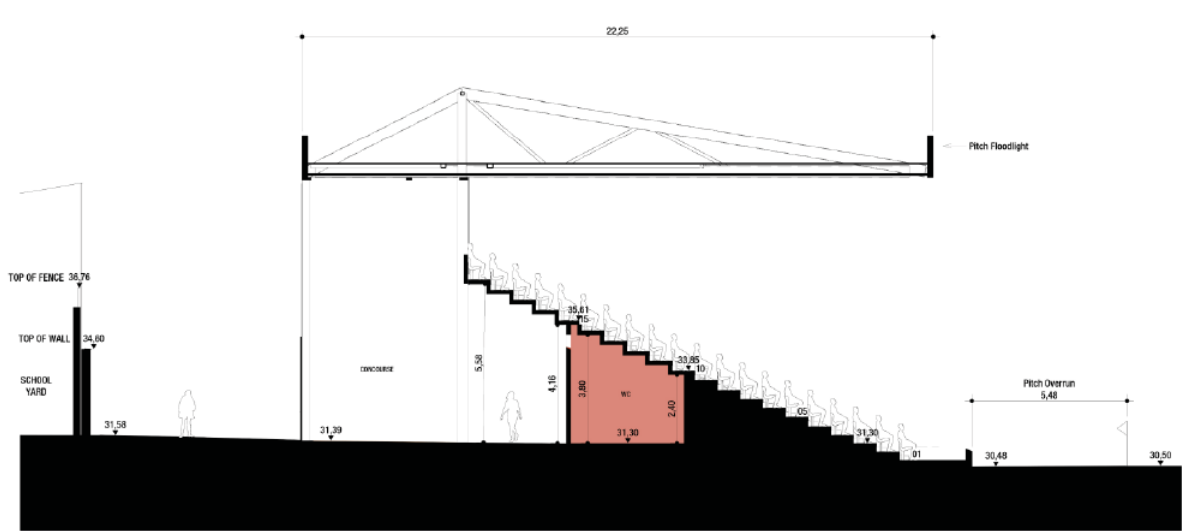 22,25
Pitch Floodlight
TOP OF FENCE 36,76
TOP OF WALL 34,60
SCHOOL
YARD
31,58
31,39
CONCOURSE
5,58
4,16
35,61
15
3,80
WC
31,30
2,40
33,85
10
05
31,30
01
Pitch Overrun
5,48
30,48
30,50